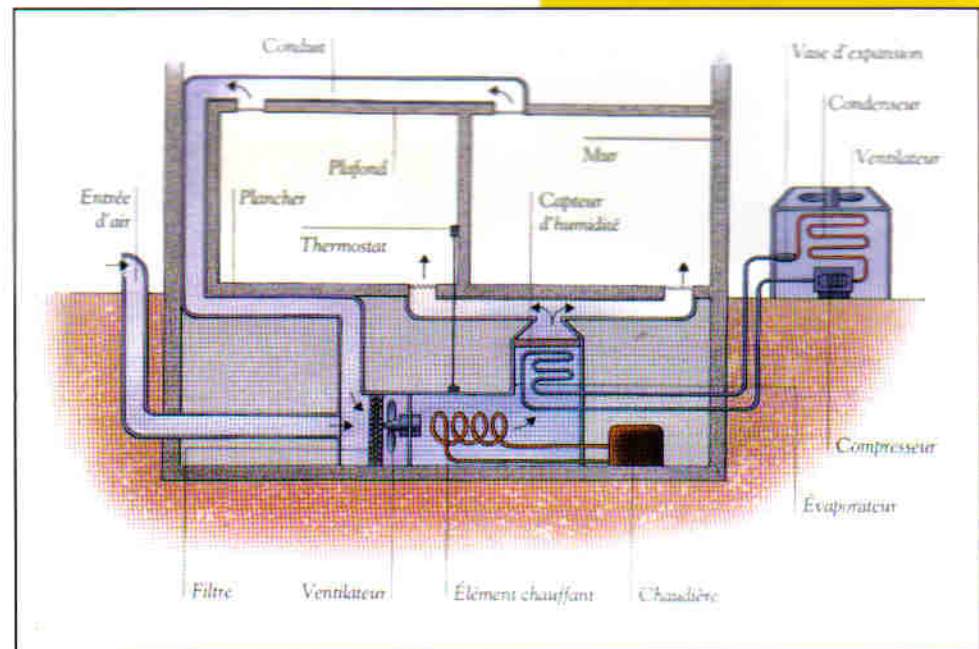 Conduit
Vase d'expansion
Condenseur
Ventilateur
Mur
Plafond
Entrée
d'air
Plancher
Capteur
d'humidité
Thermostat
Compresseur
Évaporateur
Filtre
Ventilateur
Élément chauffant
Chaudière